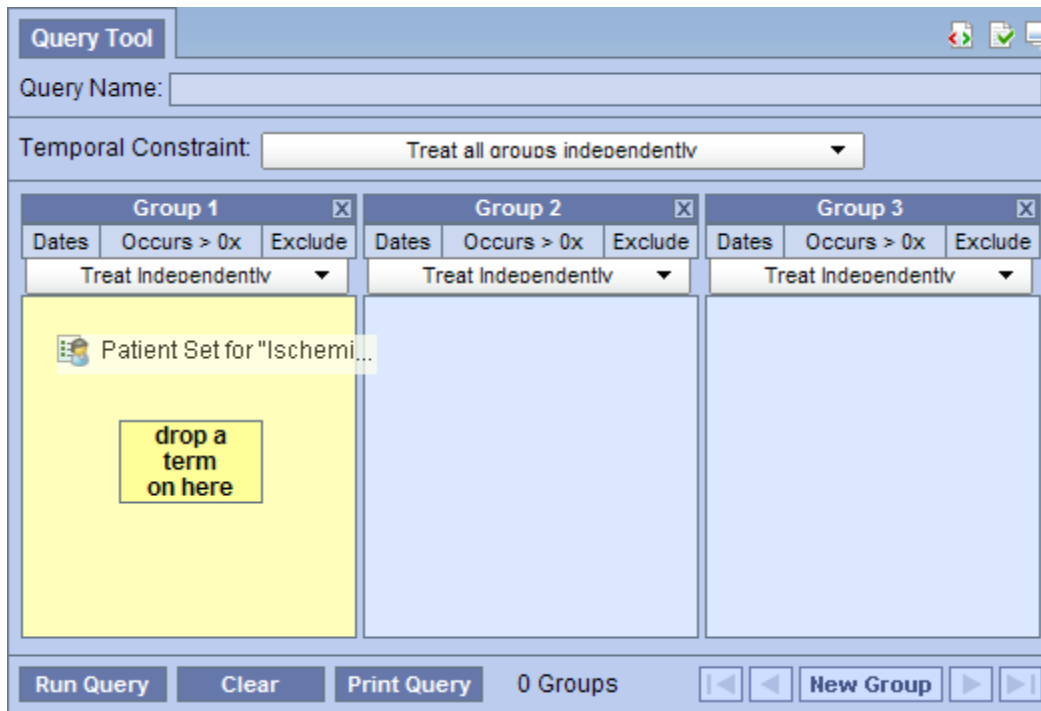 Query Tool
Query Name:
Temporal Constraint: Treat all groups independently
Group 1 X Group 2 X Group 3 X
Dates Occurs > 0x Exclude Dates Occurs > 0x Exclude Dates Occurs > 0x Exclude
Treat Independently Treat Independently Treat Independently
Patient Set for "Ischemi...
drop a
term
on here
Run Query Clear Print Query 0 Groups New Group